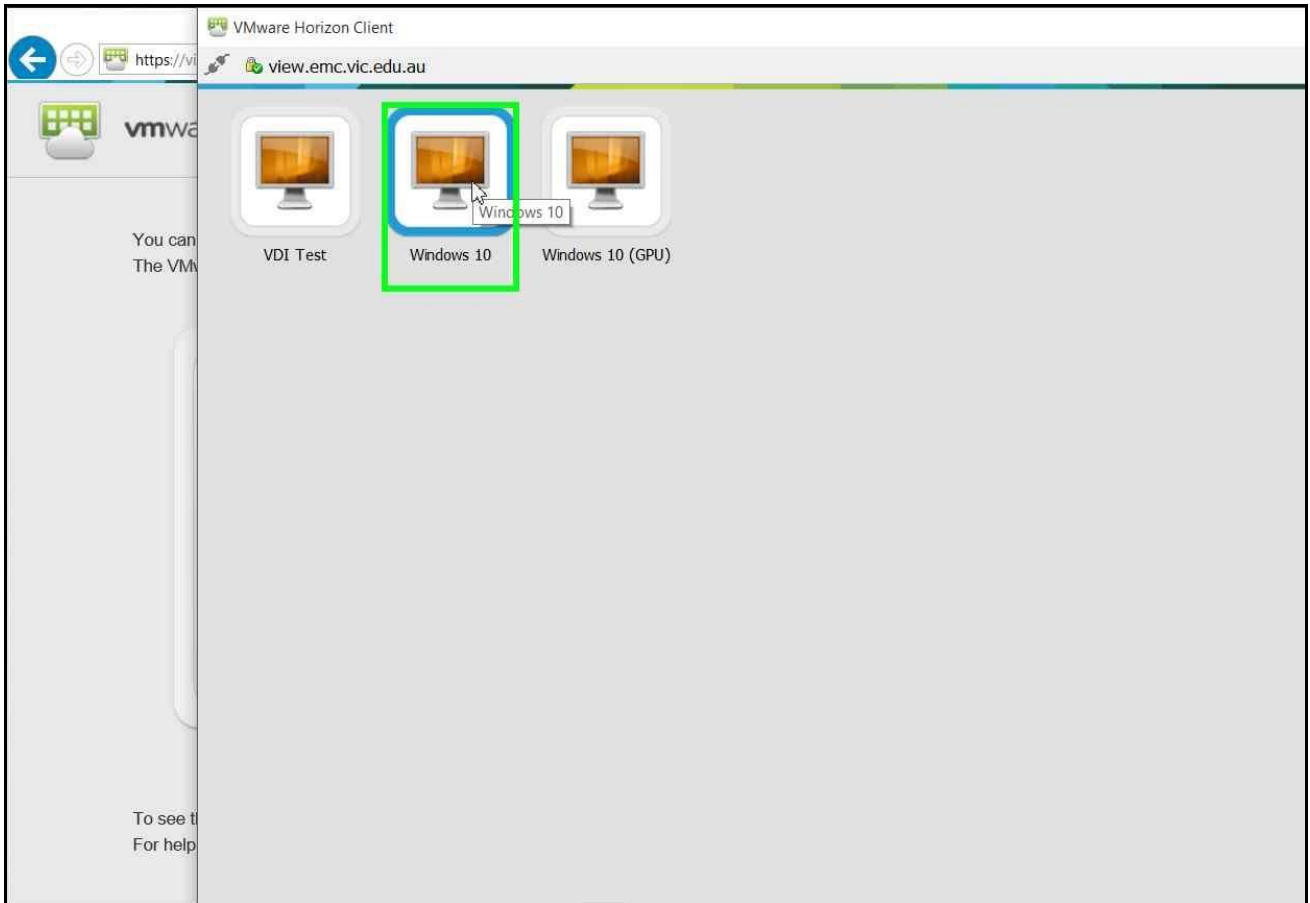 VMware Horizon Client
https://vi
view.emc.vic.edu.au
vmwa
Windows 10
VDI Test
Windows 10
Windows 10 (GPU)
You can
The VMw
To see t
For help